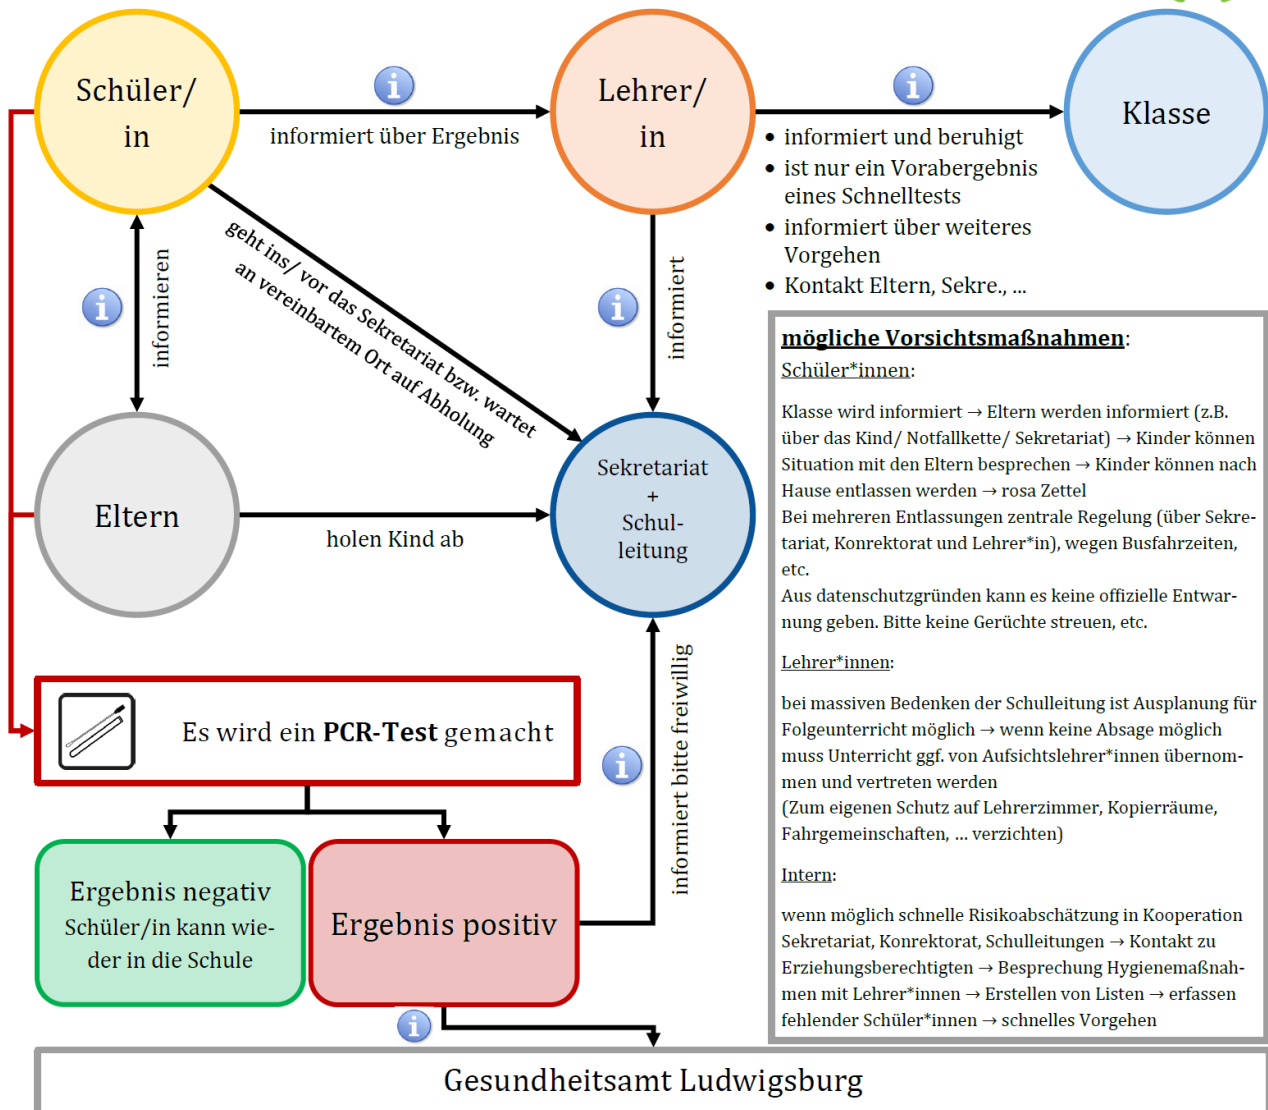 Schüler/
in
informiert über Ergebnis
Lehrer/
in
Klasse
• informiert und beruhigt
• ist nur ein Vorabergebnis
eines Schnelltests
• informiert über weiteres
Vorgehen
• Kontakt Eltern, Sekre., ...
informieren
geht ins/ vor das Sekretariat bzw. wartet
an vereinbartem Ort auf Abholung
informiert
Eltern
holen Kind ab
Sekretariat
+
Schul-
leitung
mögliche Vorsichtsmaßnahmen:
Schüler*innen:
Klasse wird informiert → Eltern werden informiert (z.B.
über das Kind/ Notfallkette/ Sekretariat) → Kinder können
Situation mit den Eltern besprechen → Kinder können nach
Hause entlassen werden → rosa Zettel
Bei mehreren Entlassungen zentrale Regelung (über Sekre-
tariat, Konrektorat und Lehrer*in), wegen Busfahrzeiten,
etc.
Aus datenschutzgründen kann es keine offizielle Entwar-
nung geben. Bitte keine Gerüchte streuen, etc.
Lehrer*innen:
bei massiven Bedenken der Schulleitung ist Ausplanung für
Folgeunterricht möglich → wenn keine Absage möglich
muss Unterricht ggf. von Aufsichtslehrer*innen übernom-
men und vertreten werden
(Zum eigenen Schutz auf Lehrerzimmer, Kopierräume,
Fahrgemeinschaften, ... verzichten)
Intern:
wenn möglich schnelle Risikoabschätzung in Kooperation
Sekretariat, Konrektorat, Schulleitungen → Kontakt zu
Erziehungsberechtigten → Besprechung Hygienemaßnah-
men mit Lehrer*innen → Erstellen von Listen → erfassen
fehlender Schüler*innen → schnelles Vorgehen
Es wird ein PCR-Test gemacht
informiert bitte freiwillig
Ergebnis negativ
Schüler/in kann wie-
der in die Schule
Ergebnis positiv
Gesundheitsamt Ludwigsburg